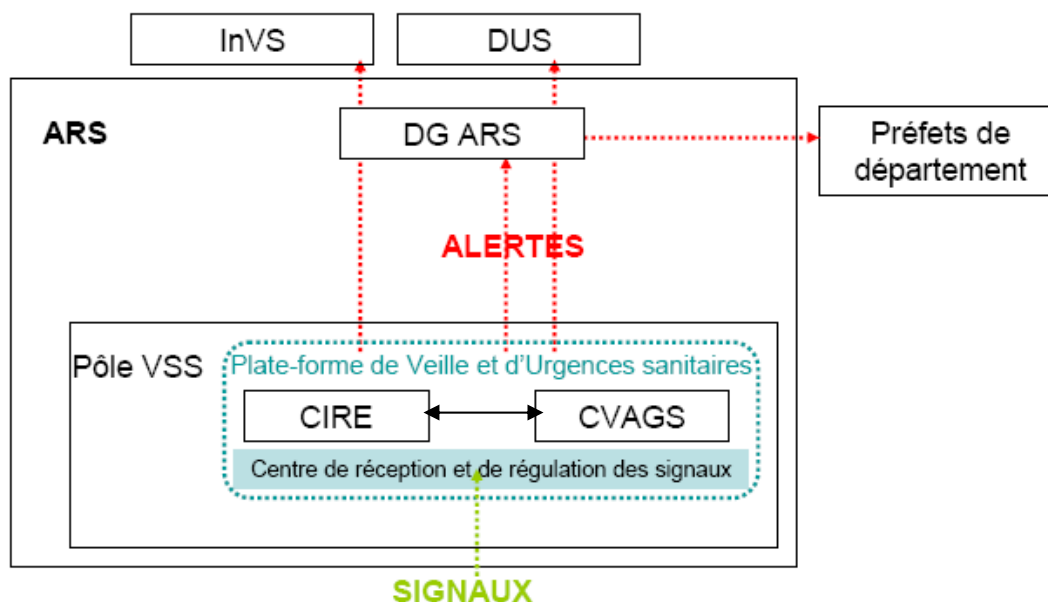 InVS
DUS
ARS
DG ARS
Préfets de
département
ALERTES
Pôle VSS
Plate-forme de Veille et d'Urgences sanitaires
CIRE
CVAGS
Centre de réception et de régulation des signaux
SIGNAUX